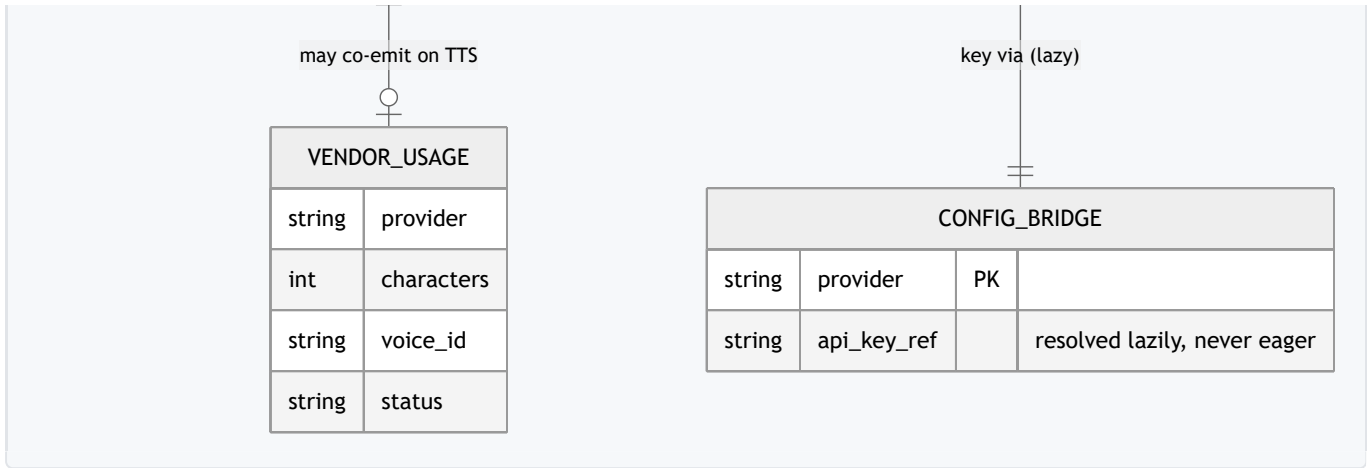 may co-emit on TTS
key via (lazy)
VENDOR_USAGE
string provider
int characters
string voice_id
string status
CONFIG_BRIDGE
string provider PK
string api_key_ref resolved lazily, never eager